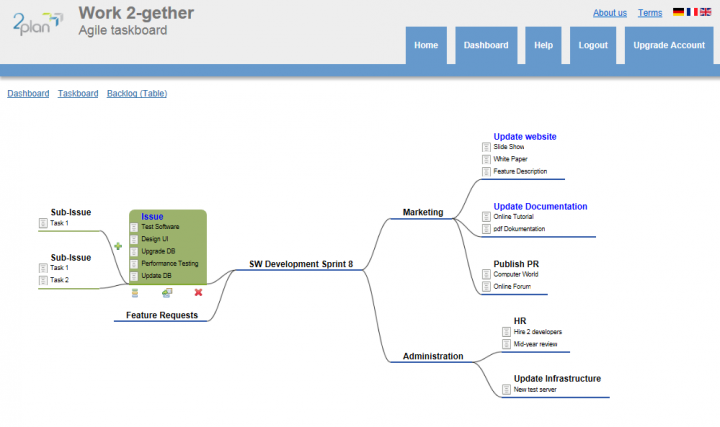 2plan
Work 2-gether
Agile taskboard
About us Terms
Home Dashboard Help Logout Upgrade Account
Dashboard Taskboard Backlog (Table)
Sub-Issue
Task 1
Sub-Issue
Task 1
Task 2
Issue
Test Software
Design UI
Upgrade DB
Performance Testing
Update DB
Feature Requests
SW Development Sprint 8
Marketing
Update website
Slide Show
White Paper
Feature Description
Update Documentation
Online Tutorial
pdf Dokumentation
Publish PR
Computer World
Online Forum
Administration
HR
Hire 2 developers
Mid-year review
Update Infrastructure
New test server